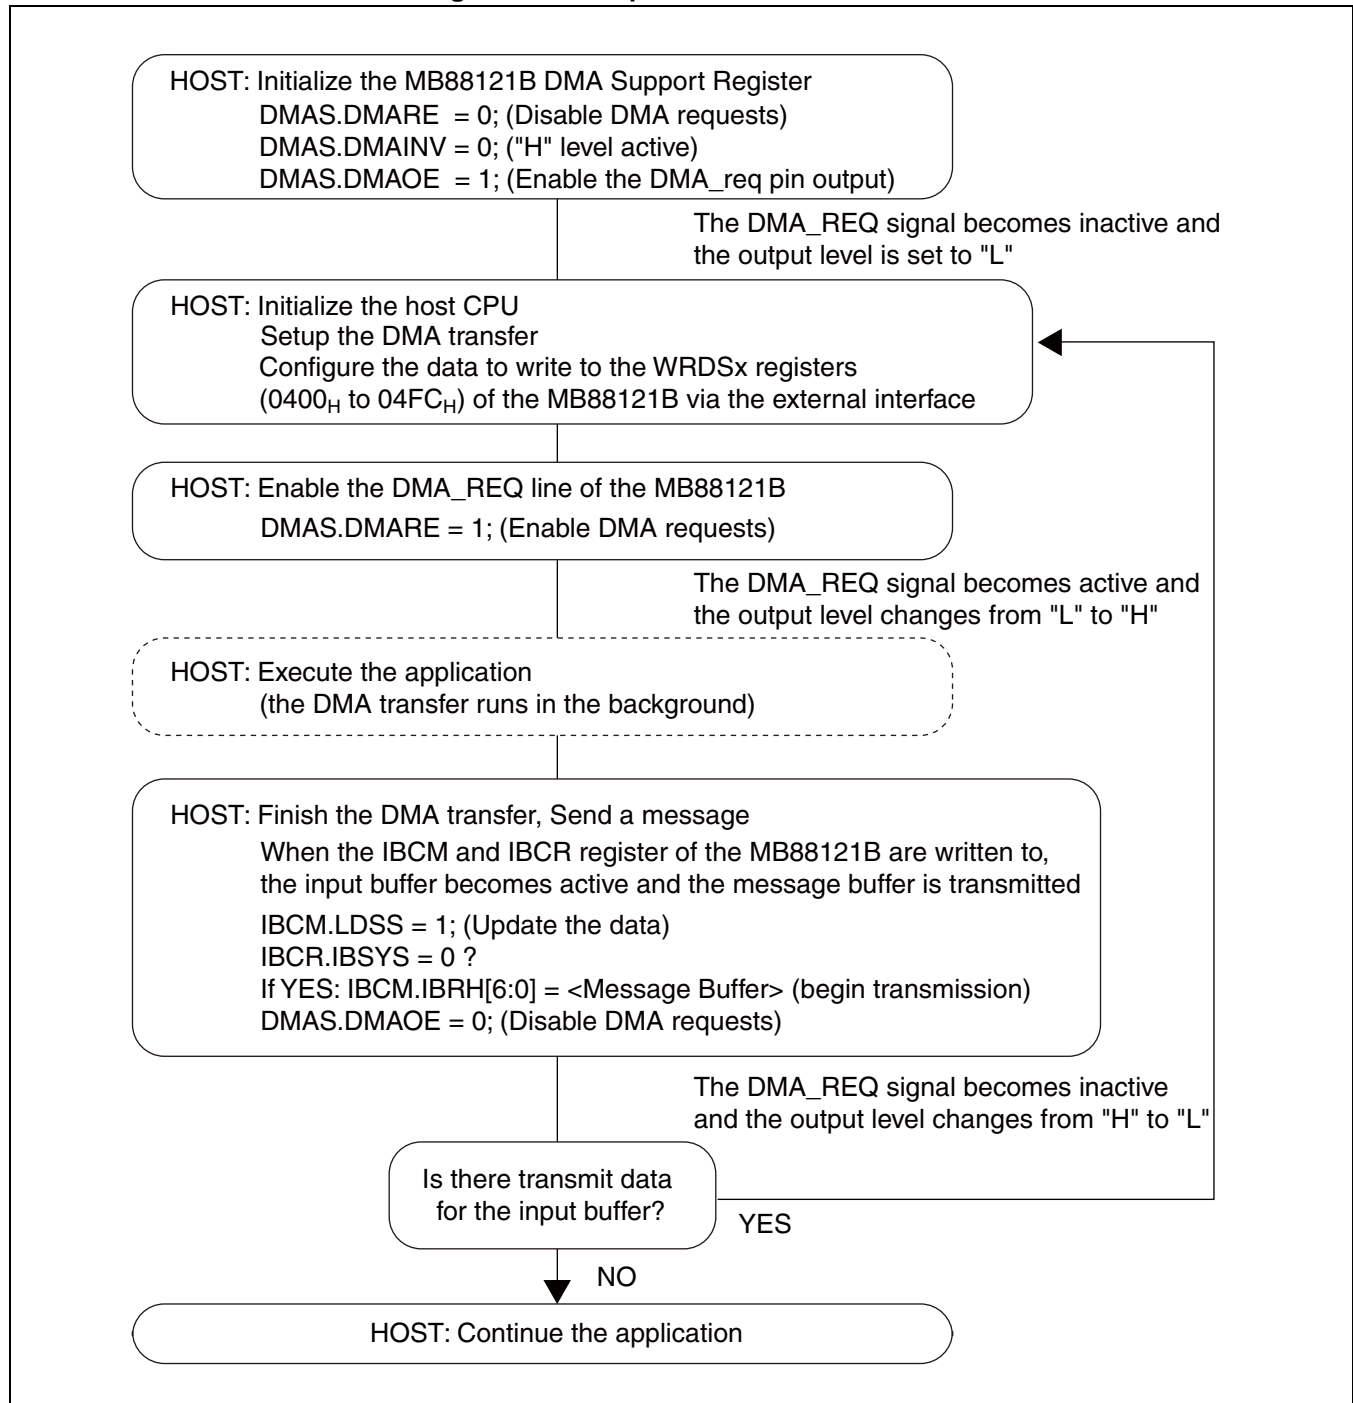 HOST: Initialize the MB88121B DMA Support Register
DMAS.DMARE = 0; (Disable DMA requests)
DMAS.DMAINV = 0; ("H" level active)
DMAS.DMAOE = 1; (Enable the DMA_req pin output)
The DMA_REQ signal becomes inactive and
the output level is set to "L"
HOST: Initialize the host CPU
Setup the DMA transfer
Configure the data to write to the WRDSx registers
(0400H to 04FCH) of the MB88121B via the external interface
HOST: Enable the DMA_REQ line of the MB88121B
DMAS.DMARE = 1; (Enable DMA requests)
The DMA_REQ signal becomes active and
the output level changes from "L" to "H"
HOST: Execute the application
(the DMA transfer runs in the background)
HOST: Finish the DMA transfer, Send a message
When the IBCM and IBCR register of the MB88121B are written to,
the input buffer becomes active and the message buffer is transmitted
IBCM.LDSS = 1; (Update the data)
IBCR.IBSYS = 0 ?
If YES: IBCM.IBRH[6:0] = <Message Buffer> (begin transmission)
DMAS.DMAOE = 0; (Disable DMA requests)
The DMA_REQ signal becomes inactive
and the output level changes from "H" to "L"
Is there transmit data
for the input buffer?
YES
NO
HOST: Continue the application